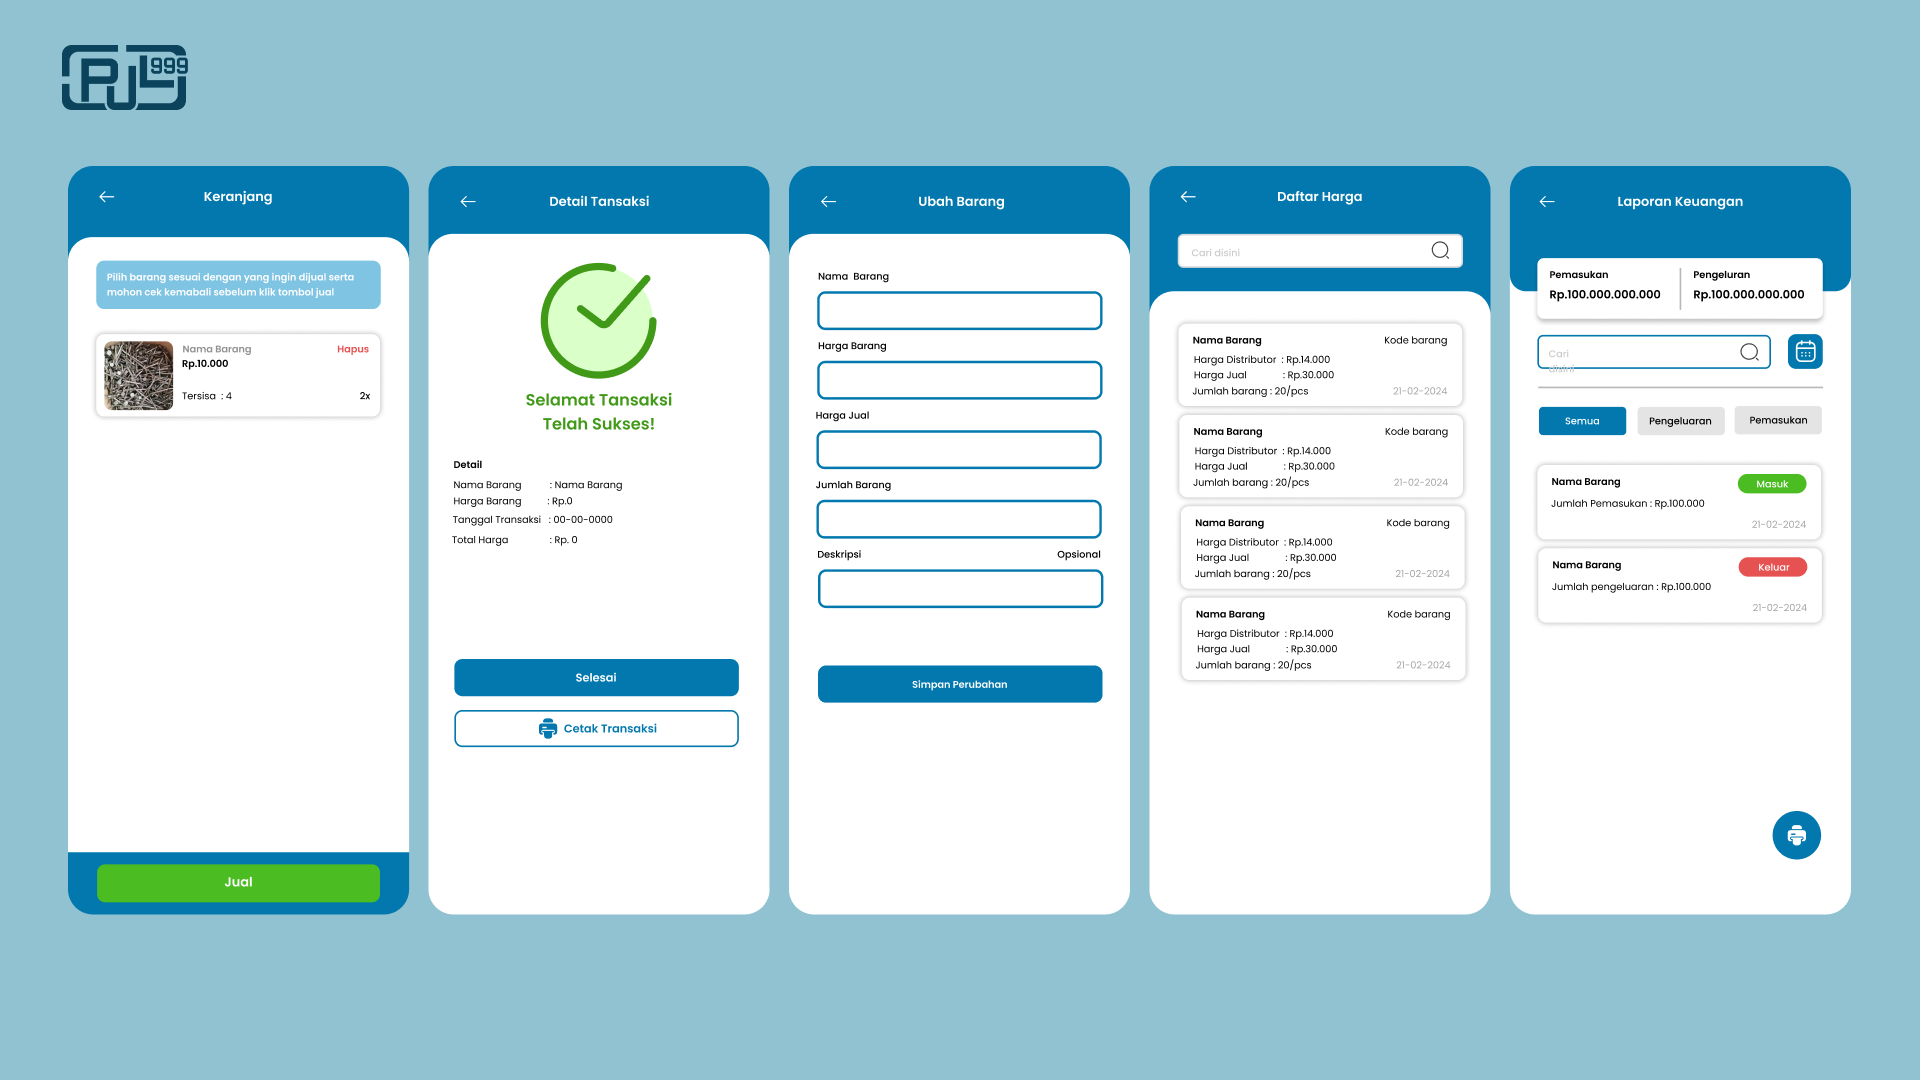 PJL999
Keranjang
Pilih barang sesuai dengan yang ingin dijual serta
mohon cek kemabali sebelum klik tombol jual
Nama Barang
Hapus
Rp.10.000
Tersisa : 4
2x
Jual
Detail Tansaksi
Selamat Tansaksi
Telah Sukses!
Detail
Nama Barang : Nama Barang
Harga Barang : Rp.0
Tanggal Transaksi : 00-00-0000
Total Harga : Rp. 0
Selesai
Cetak Transaksi
Ubah Barang
Nama Barang
Harga Barang
Harga Jual
Jumlah Barang
Deskripsi
Opsional
Simpan Perubahan
Daftar Harga
Cari disini
Nama Barang
Kode barang
Harga Distributor : Rp.14.000
Harga Jual : Rp.30.000
Jumlah barang : 20/pcs
21-02-2024
Nama Barang
Kode barang
Harga Distributor : Rp.14.000
Harga Jual : Rp.30.000
Jumlah barang : 20/pcs
21-02-2024
Nama Barang
Kode barang
Harga Distributor : Rp.14.000
Harga Jual : Rp.30.000
Jumlah barang : 20/pcs
21-02-2024
Nama Barang
Kode barang
Harga Distributor : Rp.14.000
Harga Jual : Rp.30.000
Jumlah barang : 20/pcs
21-02-2024
Laporan Keuangan
Pemasukan
Rp.100.000.000.000
Pengeluran
Rp.100.000.000.000
Cari
disini
Semua
Pengeluaran
Pemasukan
Nama Barang
Masuk
Jumlah Pemasukan : Rp.100.000
21-02-2024
Nama Barang
Keluar
Jumlah pengeluaran : Rp.100.000
21-02-2024